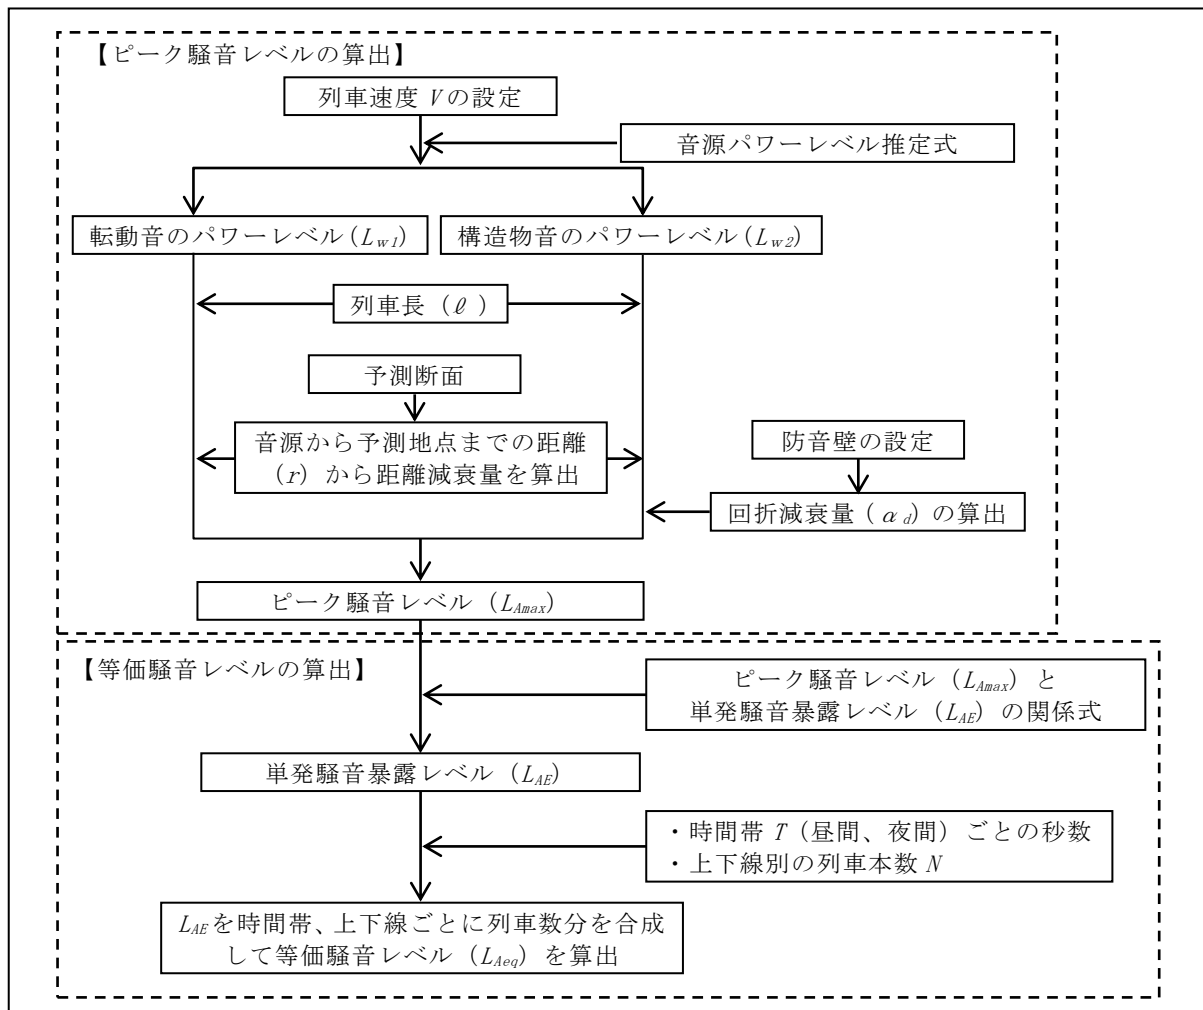 【ピーク騒音レベルの算出】
列車速度 Vの設定
音源パワーレベル推定式
転動音のパワーレベル(Lw1)
構造物音のパワーレベル(Lw2)
列車長(ℓ)
予測断面
音源から予測地点までの距離
(r)から距離減衰量を算出
防音壁の設定
回折減衰量(αd)の算出
ピーク騒音レベル(LAmax)
【等価騒音レベルの算出】
ピーク騒音レベル(LAmax)と
単発騒音暴露レベル(LAE)の関係式
単発騒音暴露レベル(LAE)
・時間帯 T(昼間、夜間)ごとの秒数
・上下線別の列車本数 N
LAEを時間帯、上下線ごとに列車数分を合成
して等価騒音レベル(LAeq)を算出